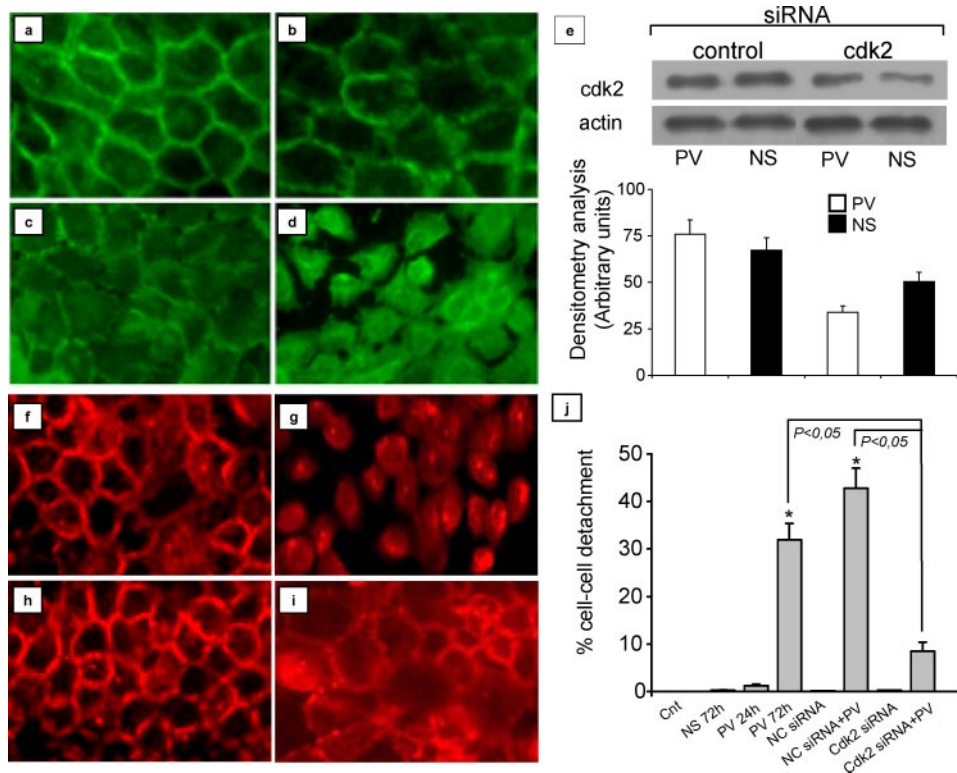 a
b
c
d
e
siRNA
control cdk2
cdk2
actin
PV NS PV NS
Densitometry analysis
(Arbitrary units)
100
75
50
25
0
PV
NS
f
g
h
i
j
P<0,05
P<0,05
*
*
% cell-cell detachment
50
40
30
20
10
0
Cnt
NS 72h
PV 24h
PV 72h
NC siRNA
NC siRNA+PV
Cdk2 siRNA
Cdk2 siRNA+PV